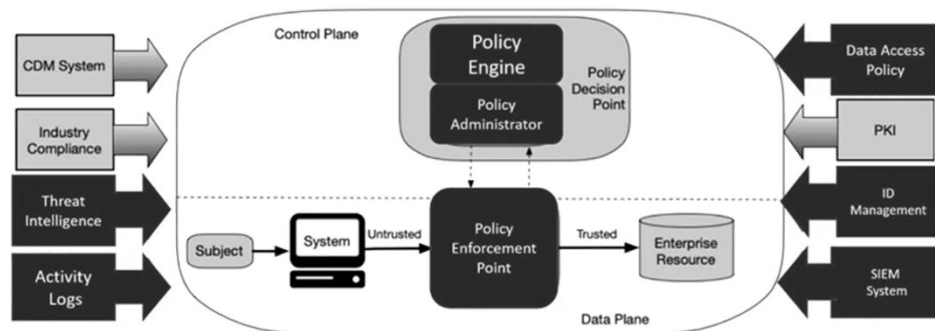 Control Plane
Policy
Engine
Policy
Administrator
Policy
Decision
Point
CDM System
Industry
Compliance
Threat
Intelligence
Activity
Logs
Data Access
Policy
PKI
ID
Management
SIEM
System
Subject
System
Untrusted
Policy
Enforcement
Point
Trusted
Enterprise
Resource
Data Plane